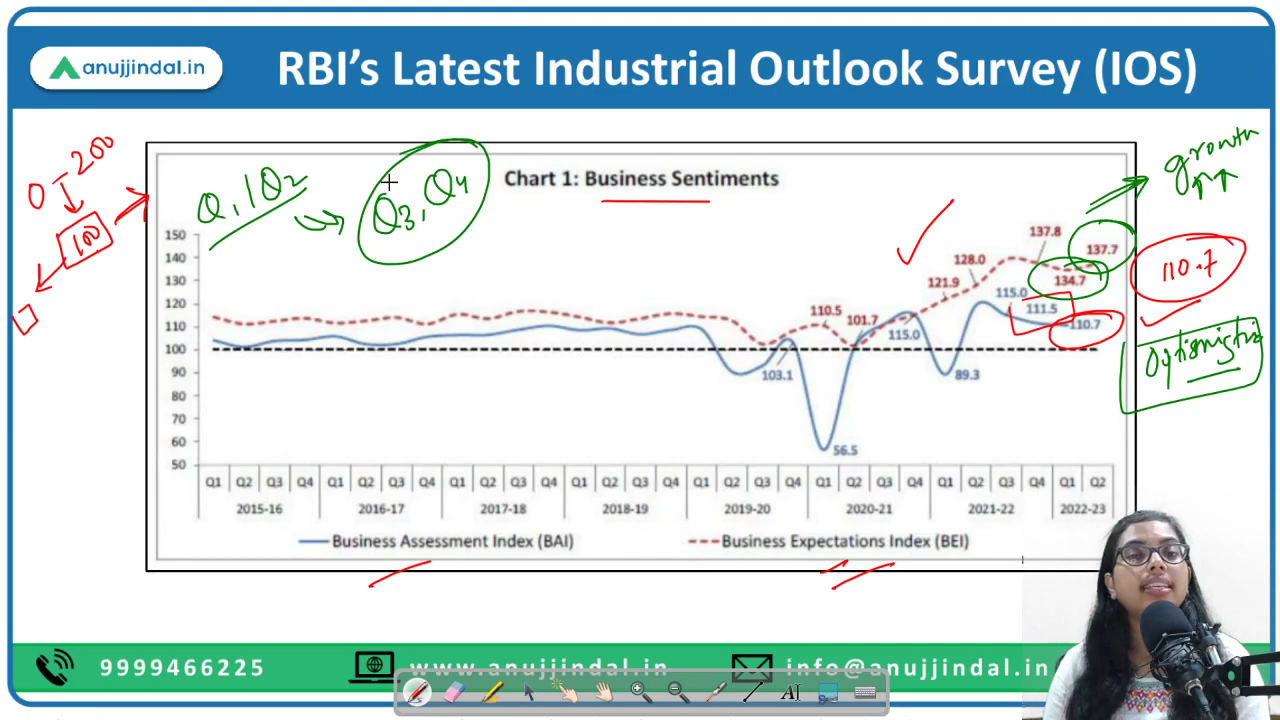 anujjindal.in
RBI's Latest Industrial Outlook Survey (IOS)
0 - 200
100
Q1/Q2
Q3, Q4
growth
Chart 1: Business Sentiments
110.7
Optimistic
150
140
130
120
110
100
90
80
70
60
50
103.1
110.5
56.5
101.7
115.0
121.9
89.3
128.0
115.0
137.8
111.5
134.7
110.7
137.7
Q1 Q2 Q3 Q4 Q1 Q2 Q3 Q4 Q1 Q2 Q3 Q4 Q1 Q2 Q3 Q4 Q1 Q2 Q3 Q4 Q1 Q2 Q3 Q4 Q1 Q2 Q3 Q4 Q1 Q2
2015-16 2016-17 2017-18 2018-19 2019-20 2020-21 2021-22 2022-23
Business Assessment Index (BAI) Business Expectations Index (BEI)
9999466225 www.anujjindal.in info@anujjindal.in
AI